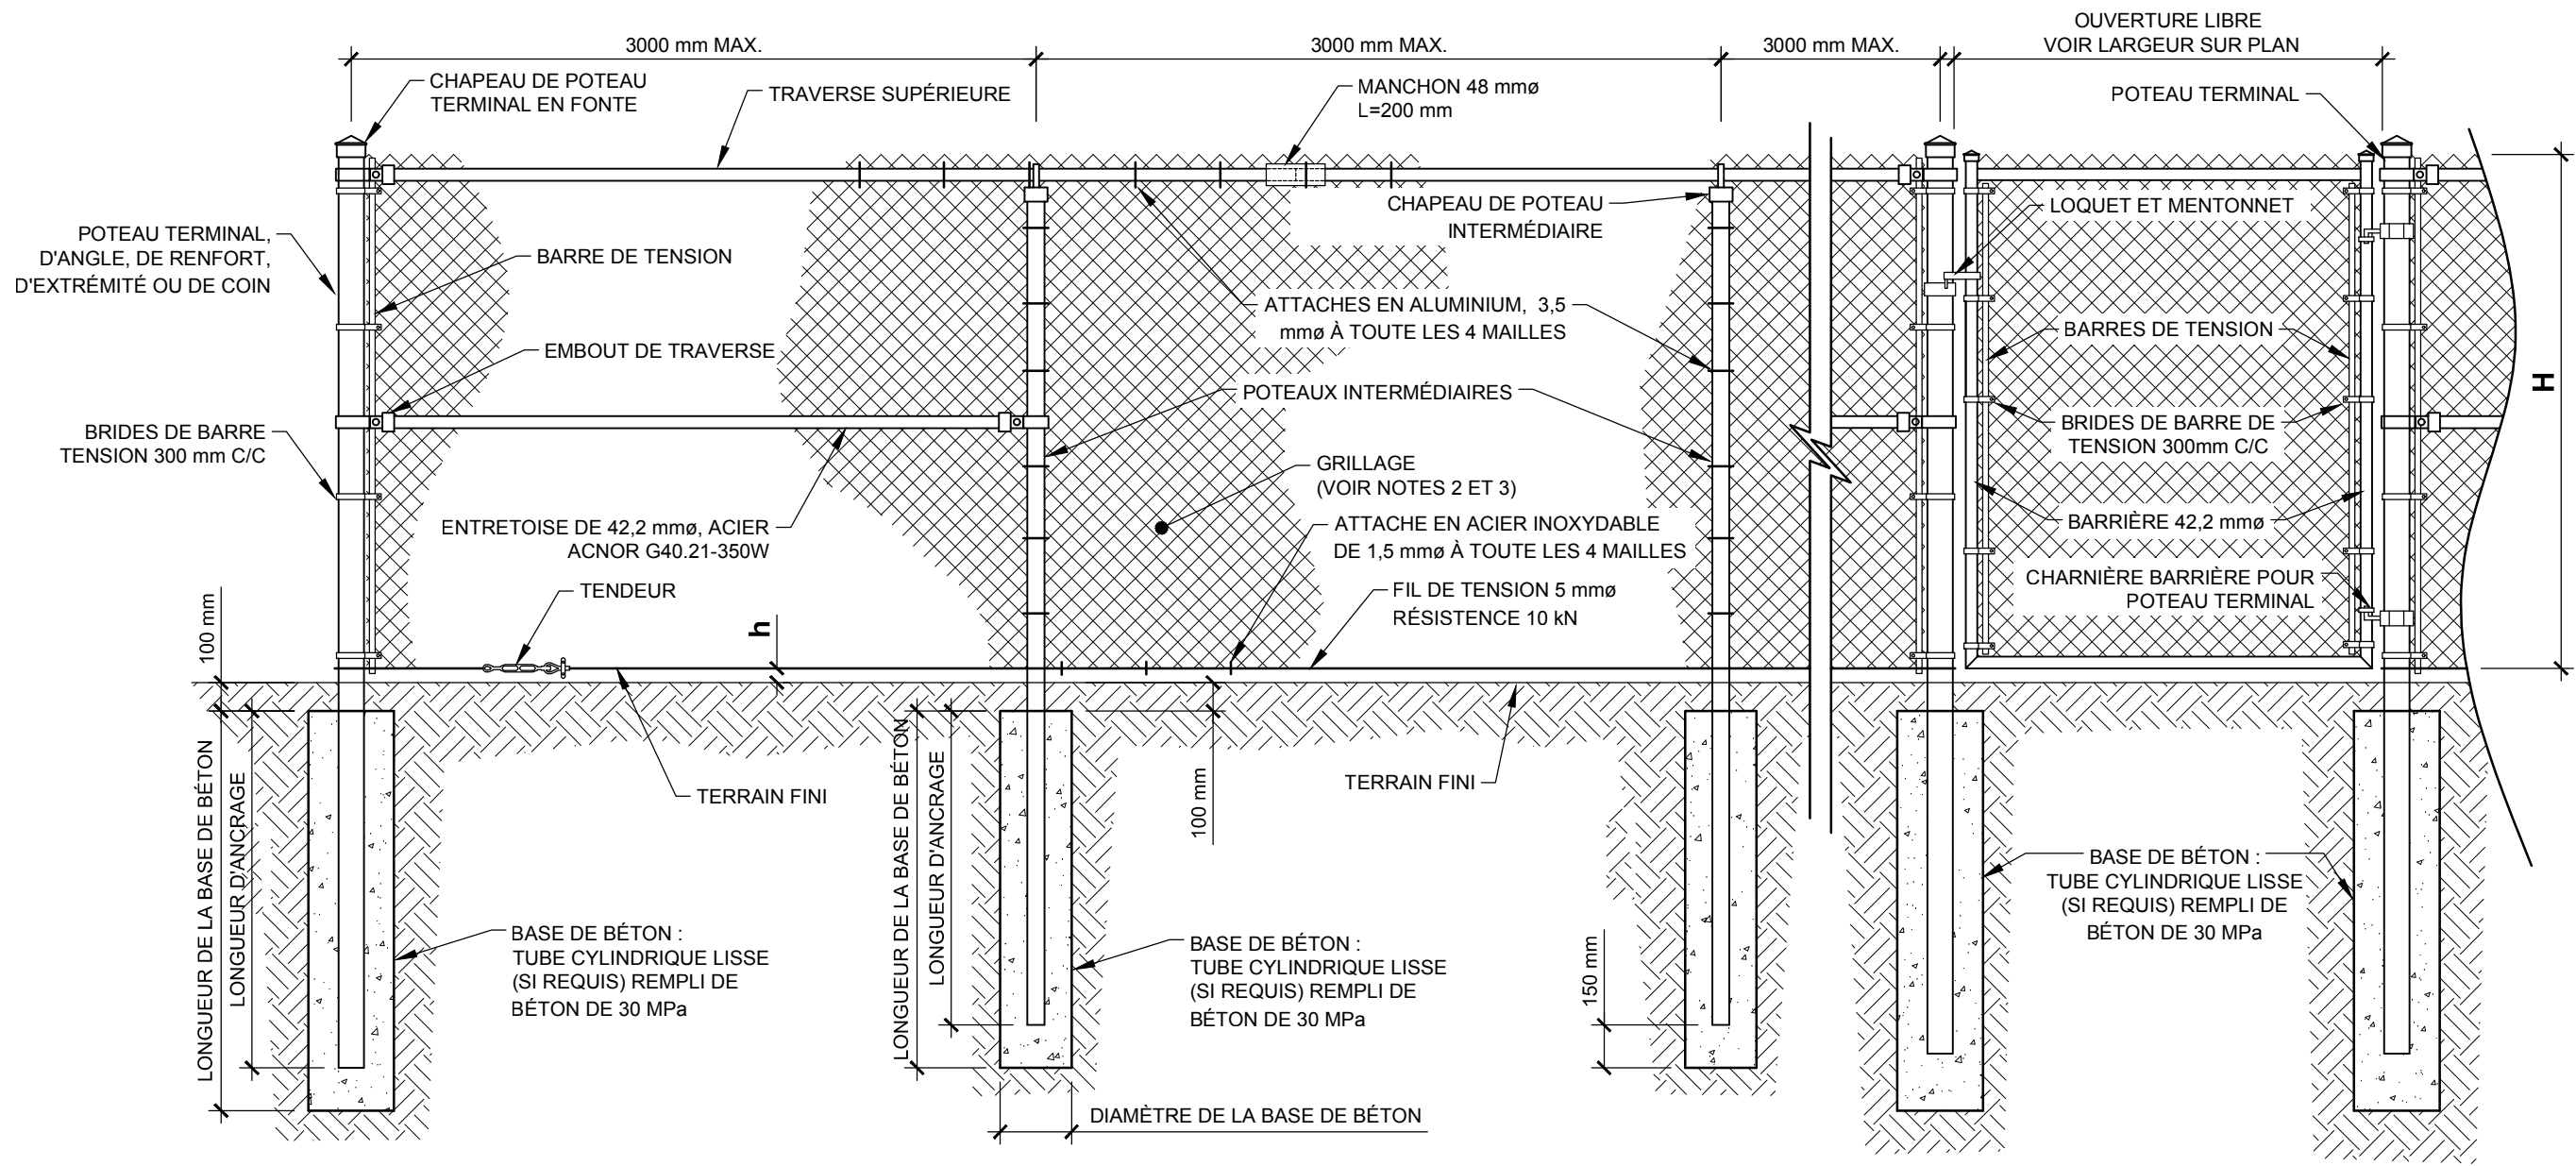 OUVERTURE LIBRE
VOIR LARGEUR SUR PLAN
3000 mm MAX.
3000 mm MAX.
3000 mm MAX.
CHAPEAU DE POTEAU
TERMINAL EN FONTE
TRAVERSE SUPÉRIEURE
MANCHON 48 mmø
L=200 mm
POTEAU TERMINAL
CHAPEAU DE POTEAU
INTERMÉDIAIRE
LOQUET ET MENTONNET
POTEAU TERMINAL,
D'ANGLE, DE RENFORT,
D'EXTRÉMITÉ OU DE COIN
BARRE DE TENSION
ATTACHES EN ALUMINIUM, 3,5
mmø À TOUTE LES 4 MAILLES
BARRES DE TENSION
EMBOUT DE TRAVERSE
POTEAUX INTERMÉDIAIRES
H
BRIDES DE BARRE
TENSION 300 mm C/C
BRIDES DE BARRE DE
TENSION 300mm C/C
GRILLAGE
(VOIR NOTES 2 ET 3)
ENTRETOISE DE 42,2 mmø, ACIER
ACNOR G40.21-350W
ATTACHE EN ACIER INOXYDABLE
DE 1,5 mmø À TOUTE LES 4 MAILLES
BARRIÈRE 42,2 mmø
TENDEUR
FIL DE TENSION 5 mmø
RÉSISTENCE 10 kN
CHARNIÈRE BARRIÈRE POUR
POTEAU TERMINAL
100 mm
h
TERRAIN FINI
TERRAIN FINI
100 mm
LONGUEUR DE LA BASE DE BÉTON
LONGUEUR D'ANCRAGE
LONGUEUR DE LA BASE DE BÉTON
LONGUEUR D'ANCRAGE
BASE DE BÉTON :
TUBE CYLINDRIQUE LISSE
(SI REQUIS) REMPLI DE
BÉTON DE 30 MPa
BASE DE BÉTON :
TUBE CYLINDRIQUE LISSE
(SI REQUIS) REMPLI DE
BÉTON DE 30 MPa
150 mm
BASE DE BÉTON :
TUBE CYLINDRIQUE LISSE
(SI REQUIS) REMPLI DE
BÉTON DE 30 MPa
DIAMÈTRE DE LA BASE DE BÉTON